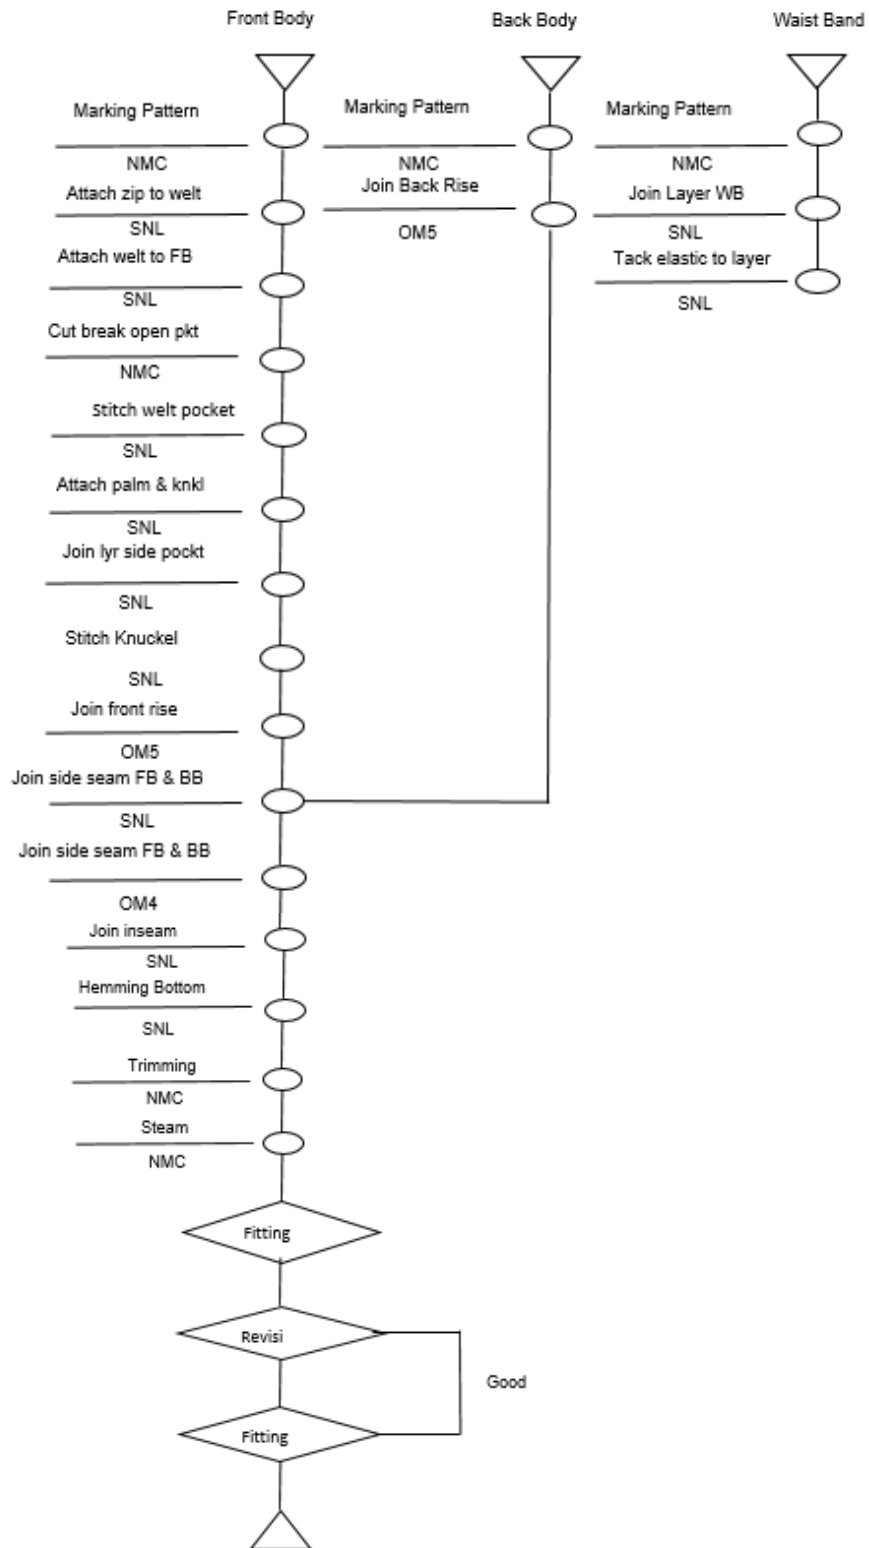 Front Body
Back Body
Waist Band
Marking Pattern
NMC
Attach zip to welt
SNL
Attach welt to FB
SNL
Cut break open pkt
NMC
Stitch welt pocket
SNL
Attach palm & knkl
SNL
Join lyr side pockt
SNL
Stitch Knuckel
SNL
Join front rise
OM5
Join side seam FB & BB
SNL
Join side seam FB & BB
OM4
Join inseam
SNL
Hemming Bottom
SNL
Trimming
NMC
Steam
NMC
Fitting
Revisi
Good
Fitting
Marking Pattern
NMC
Join Back Rise
OM5
Marking Pattern
NMC
Join Layer WB
SNL
Tack elastic to layer
SNL